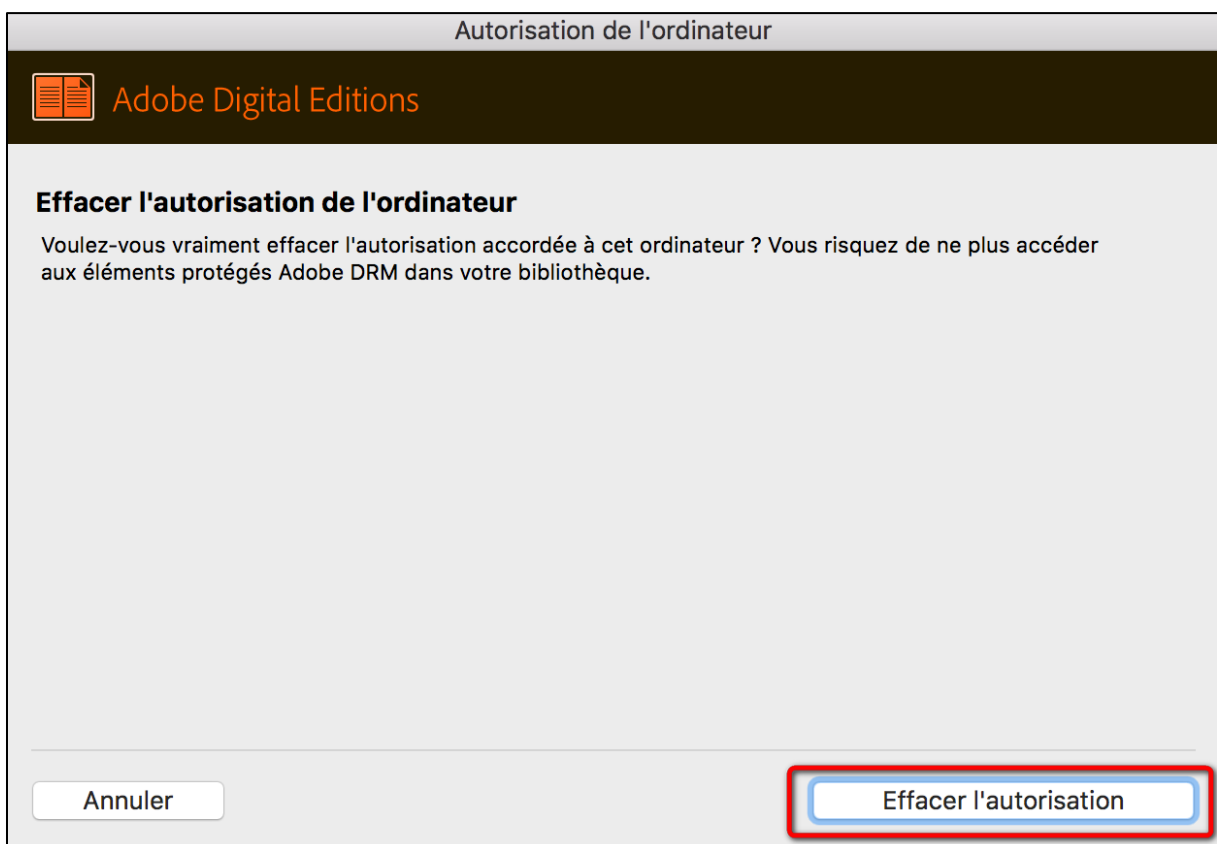 Autorisation de l'ordinateur
Adobe Digital Editions
Effacer l'autorisation de l'ordinateur
Voulez-vous vraiment effacer l'autorisation accordée à cet ordinateur ? Vous risquez de ne plus accéder
aux éléments protégés Adobe DRM dans votre bibliothèque.
Annuler
Effacer l'autorisation